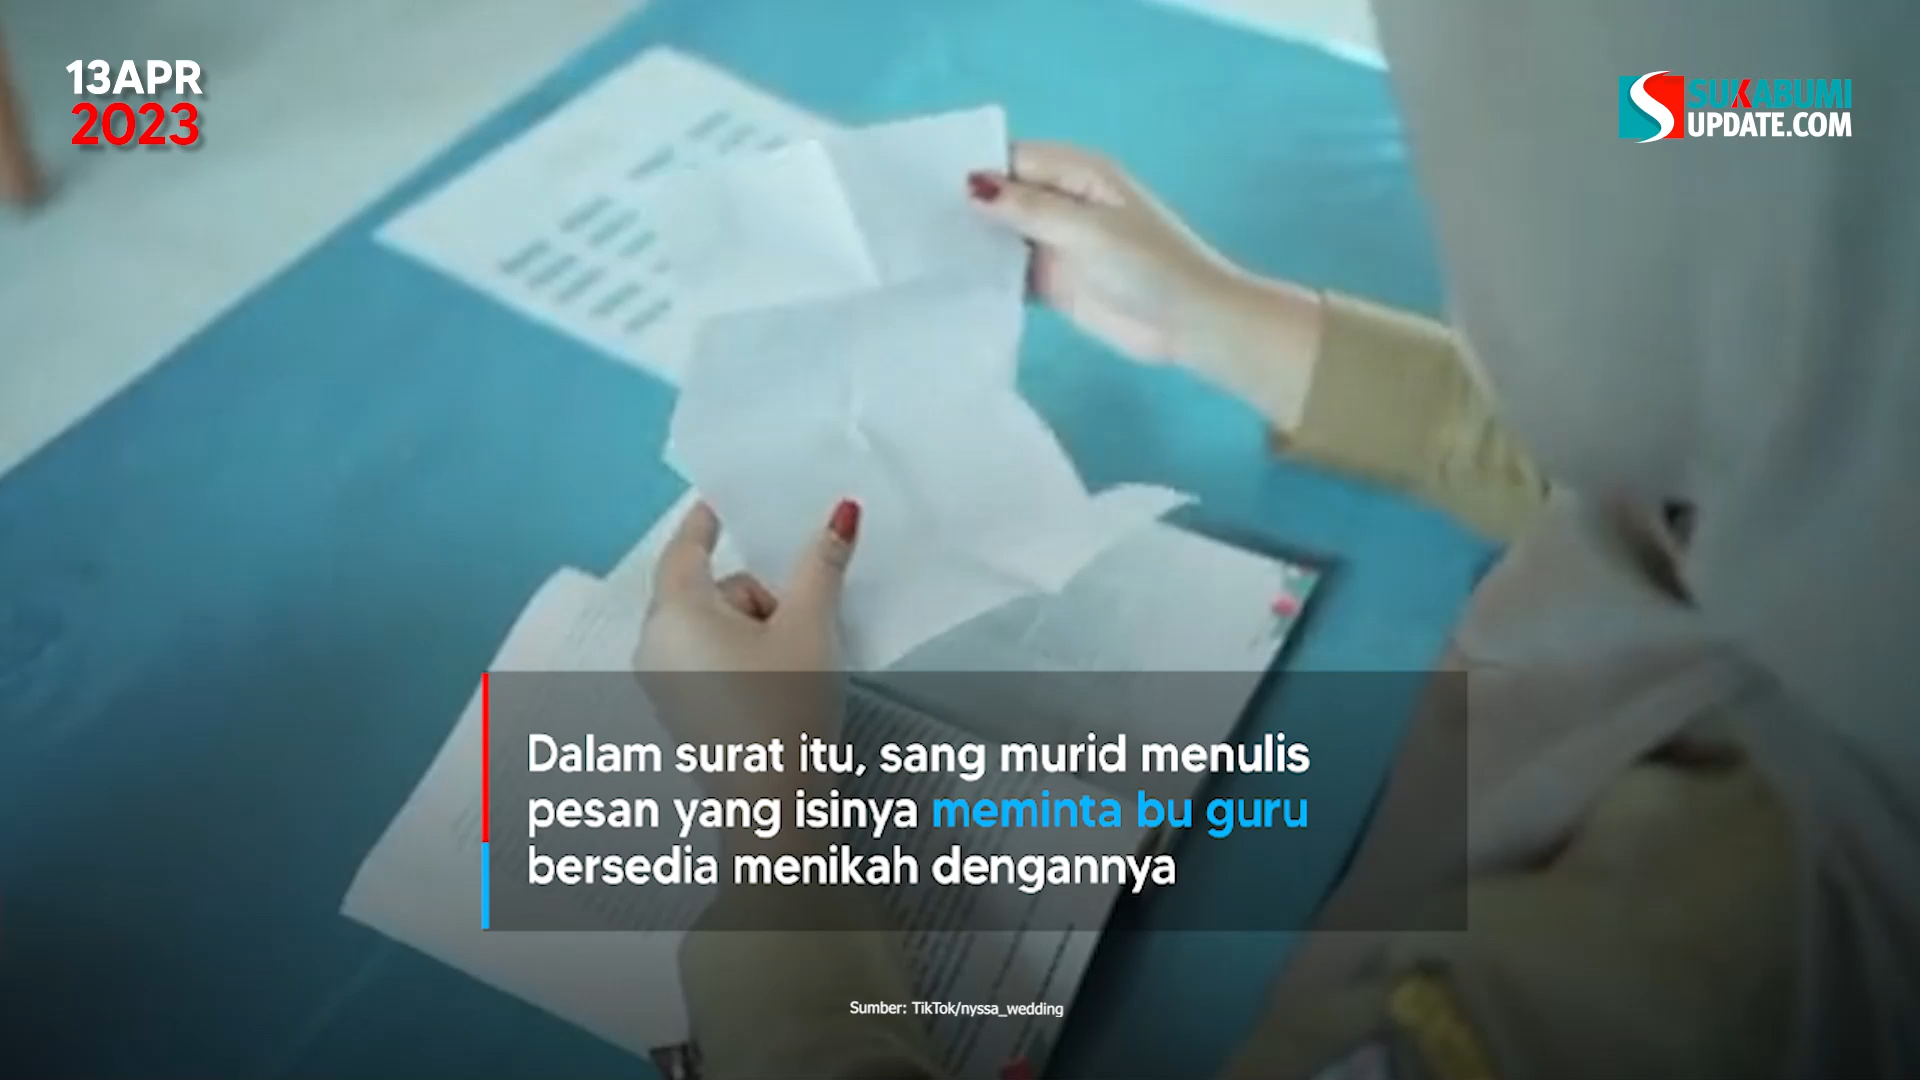 13APR
2023
SUKABUMI
UPDATE.COM
Dalam surat itu, sang murid menulis
pesan yang isinya meminta bu guru
bersedia menikah dengannya
Sumber: TikTok/nyssa_wedding